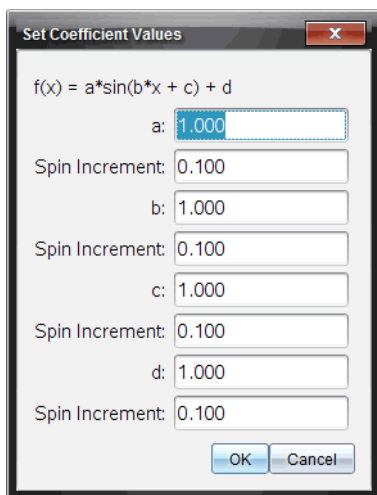 Set Coefficient Values
f(x) = a*sin(b*x + c) + d
a: 1.000
Spin Increment: 0.100
b: 1.000
Spin Increment: 0.100
c: 1.000
Spin Increment: 0.100
d: 1.000
Spin Increment: 0.100
OK Cancel